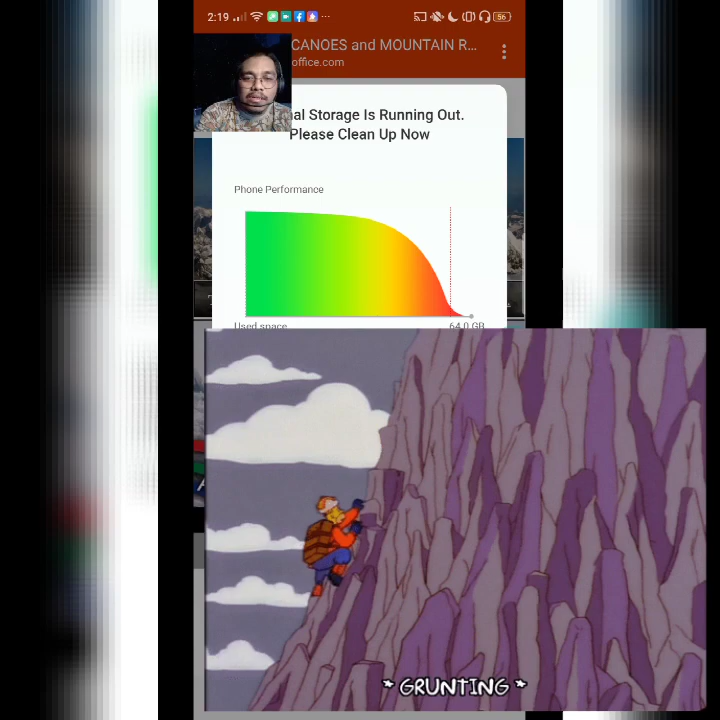 2:19
56
CANOES and MOUNTAIN R...
office.com
Storage Is Running Out.
Please Clean Up Now
Phone Performance
Used space
64.0 GB
* GRUNTING *